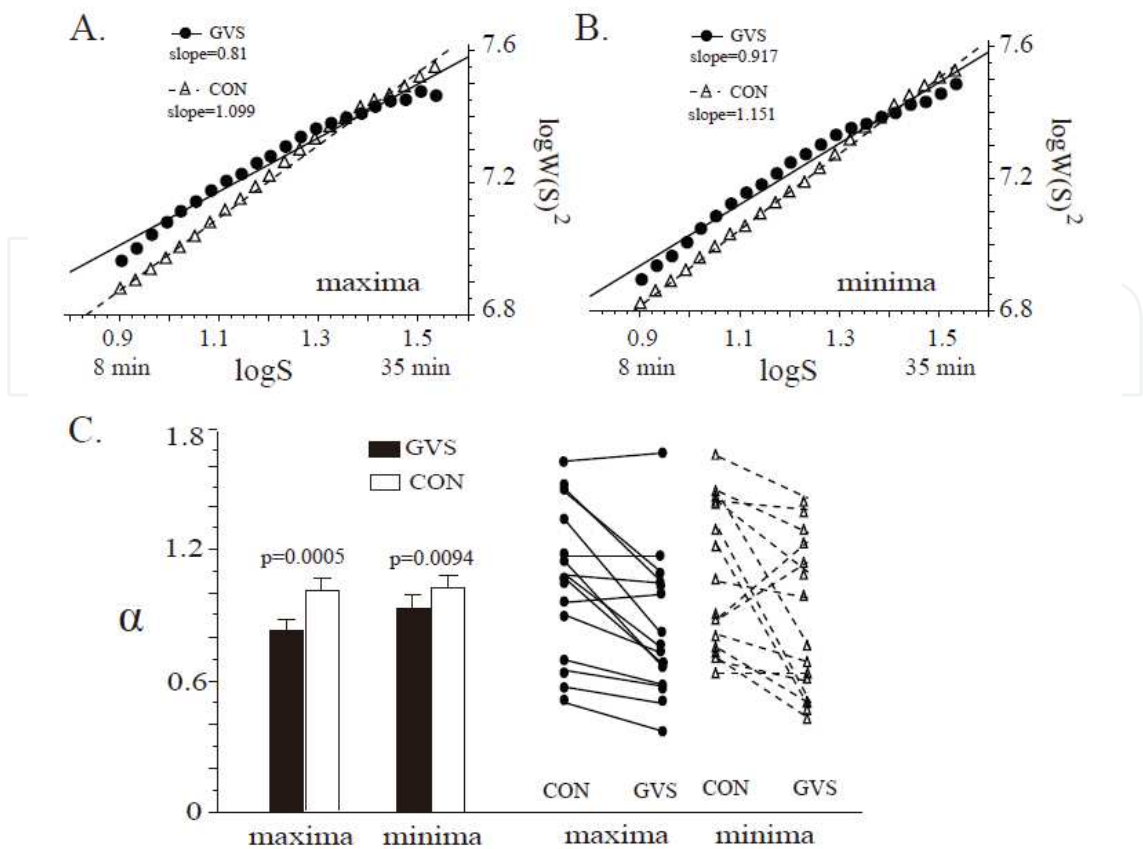 A.
GVS
slope=0.81
CON
slope=1.099
7.6
7.2
6.8
logW(S)2
maxima
0.9 1.1 1.3 1.5
8 min logS 35 min
B.
GVS
slope=0.917
CON
slope=1.151
7.6
7.2
6.8
logW(S)2
minima
0.9 1.1 1.3 1.5
8 min logS 35 min
C.
1.8
1.2
0.6
0
α
GVS
CON
p=0.0005 p=0.0094
maxima minima
CON GVS CON GVS
maxima minima